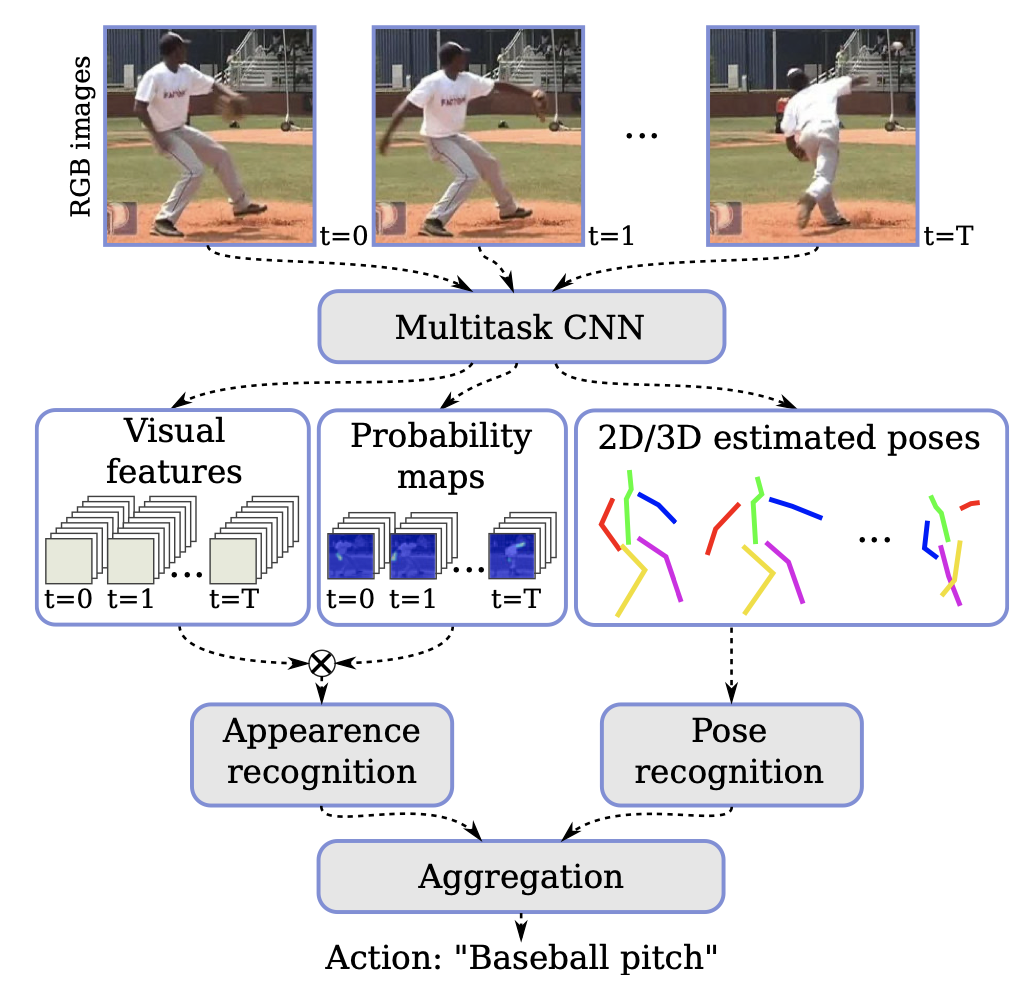 RGB images
t=0
t=1
...
t=T
Multitask CNN
Visual
features
t=0 t=1 ... t=T
Probability
maps
t=0 t=1 ... t=T
2D/3D estimated poses
...
Appearence
recognition
Pose
recognition
Aggregation
Action: "Baseball pitch"